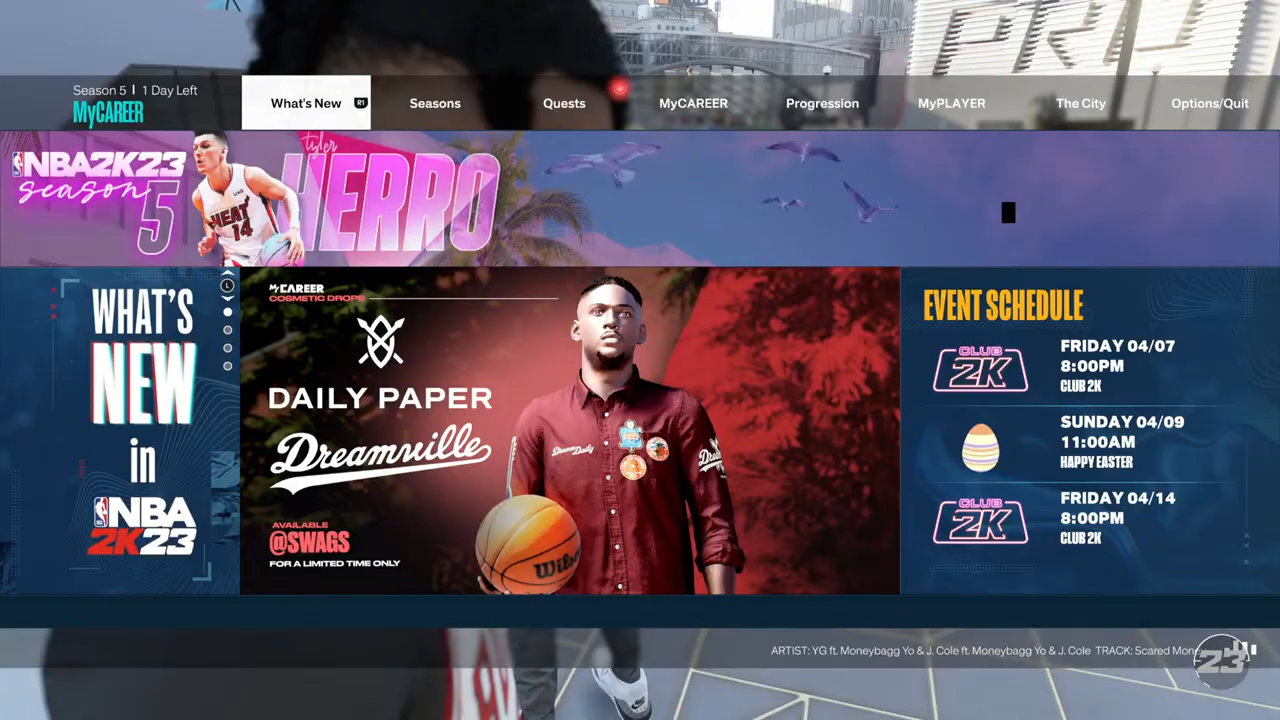 PRO
Season 5 | 1 Day Left
MyCAREER
What's New
R1
Seasons
Quests
MyCAREER
Progression
MyPLAYER
The City
Options/Quit
NBA2K23
season
5
HEAT
14
tyler
HERRO
WHAT'S
NEW
in
NBA
2K23
L
MyCAREER
COSMETIC DROPS
DAILY PAPER
Dreamville
AVAILABLE
@SWAGS
FOR A LIMITED TIME ONLY
DreamDaily
Wilson
EVENT SCHEDULE
CLUB
2K
FRIDAY 04/07
8:00PM
CLUB 2K
SUNDAY 04/09
11:00AM
HAPPY EASTER
CLUB
2K
FRIDAY 04/14
8:00PM
CLUB 2K
ARTIST: YG ft. Moneybagg Yo & J. Cole ft. Moneybagg Yo & J. Cole TRACK: Scared Money
23